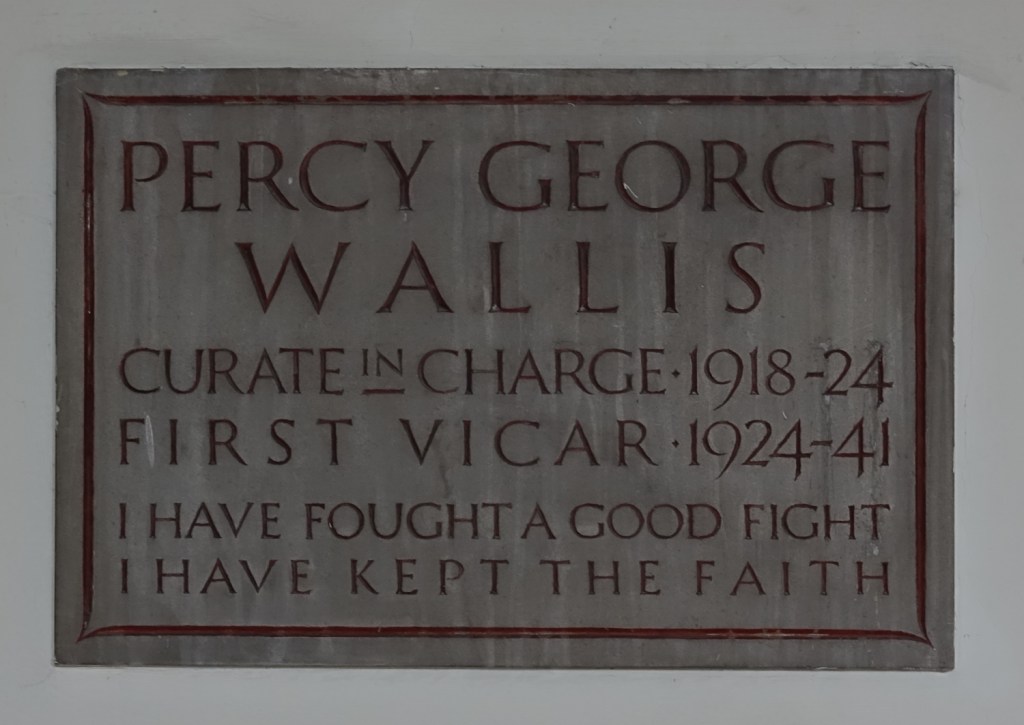 PERCY GEORGE
WALLIS
CURATE IN CHARGE · 1918-24
FIRST VICAR · 1924-41
I HAVE FOUGHT A GOOD FIGHT
I HAVE KEPT THE FAITH